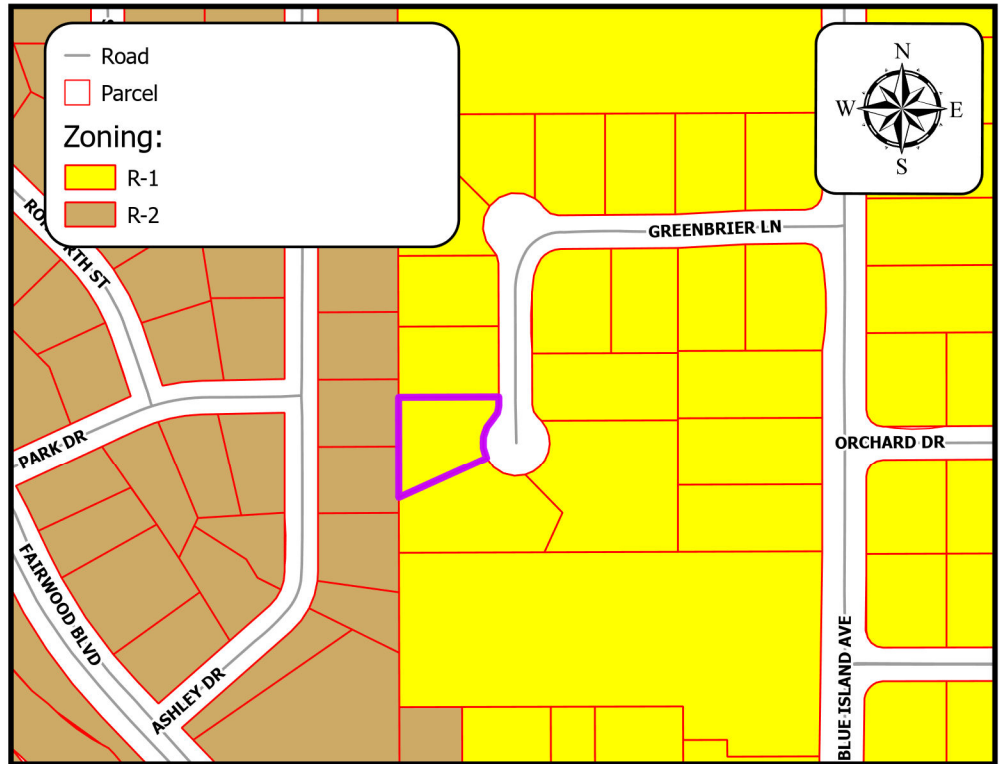 Road
Parcel
Zoning:
R-1
R-2
N
W
E
S
GREENBRIER LN
PARK DR
ORCHARD DR
FAIRWOOD BLVD
ASHLEY DR
BLUE ISLAND AVE